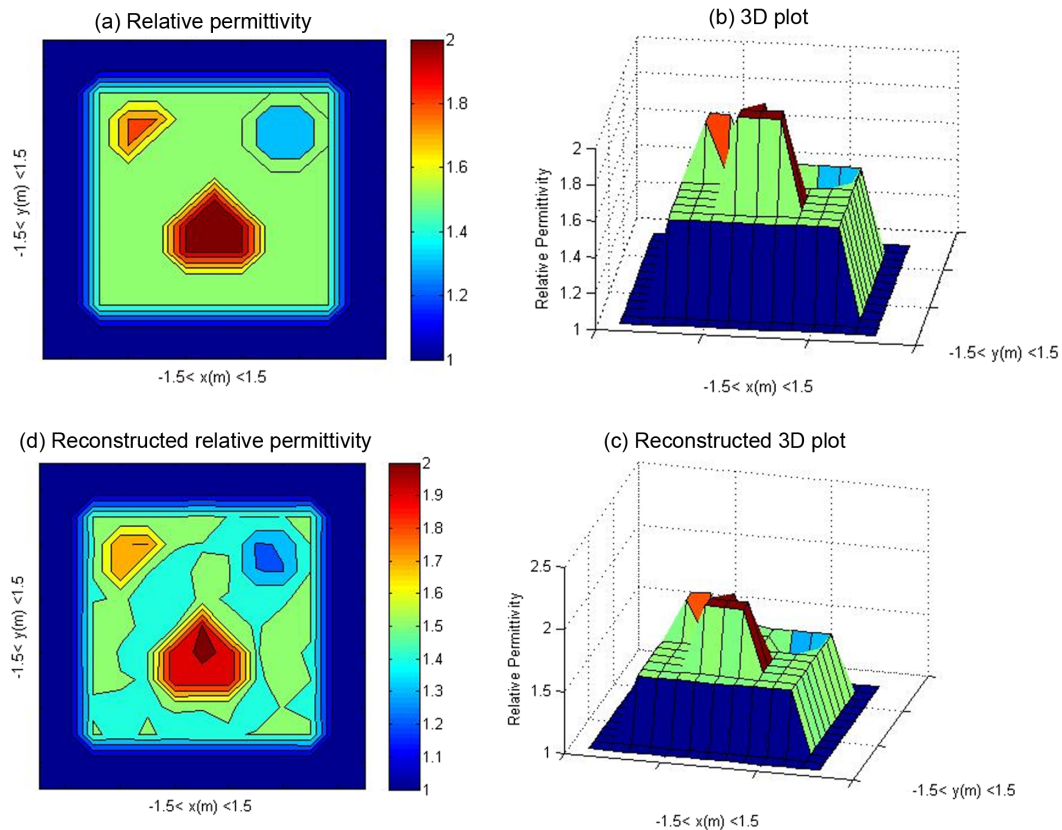 (a) Relative permittivity
2
1.8
1.6
1.4
1.2
1
-1.5< y(m) <1.5
-1.5< x(m) <1.5
(b) 3D plot
2
1.8
1.6
1.4
1.2
1
Relative Permittivity
-1.5< y(m) <1.5
-1.5< x(m) <1.5
(d) Reconstructed relative permittivity
2
1.9
1.8
1.7
1.6
1.5
1.4
1.3
1.2
1.1
1
-1.5< y(m) <1.5
-1.5< x(m) <1.5
(c) Reconstructed 3D plot
2.5
2
1.5
1
Relative Permittivity
-1.5< y(m) <1.5
-1.5< x(m) <1.5